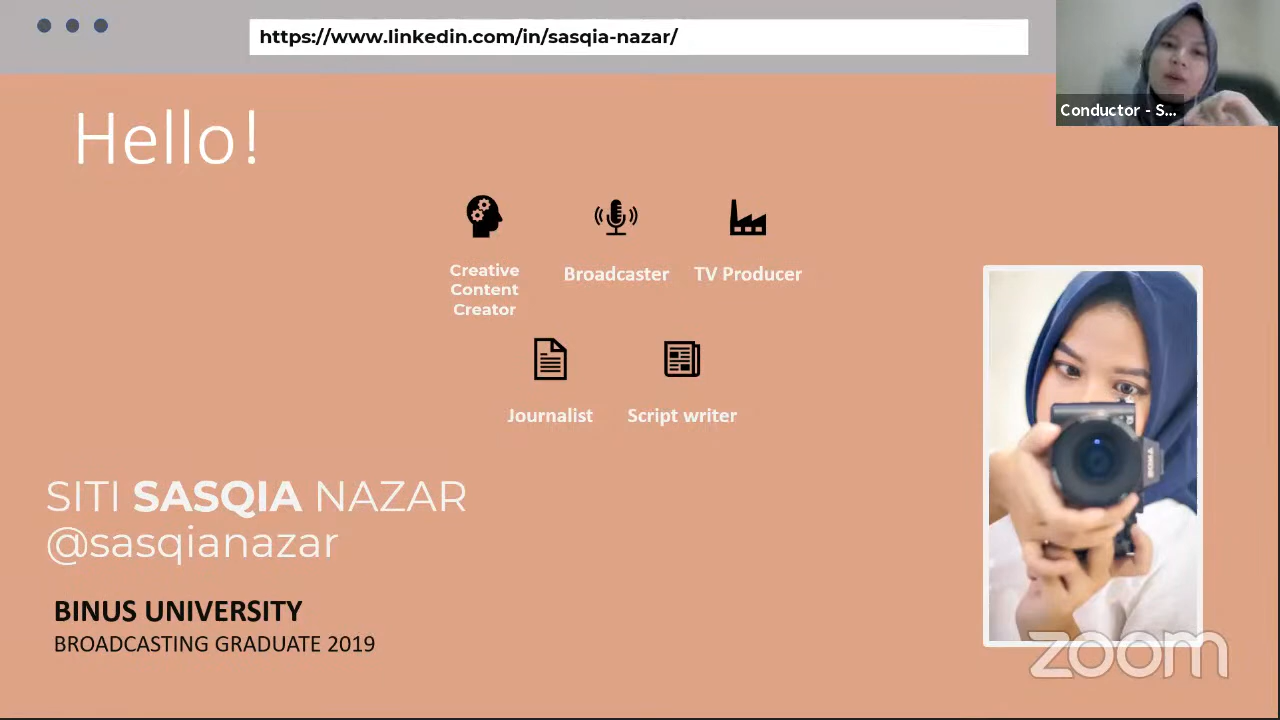 https://www.linkedin.com/in/sasqia-nazar/
Conductor - S...
Hello!
Creative
Content
Creator
Broadcaster
TV Producer
Journalist
Script writer
SITI SASQIA NAZAR
@sasqianazar
BINUS UNIVERSITY
BROADCASTING GRADUATE 2019
SONY
zoom